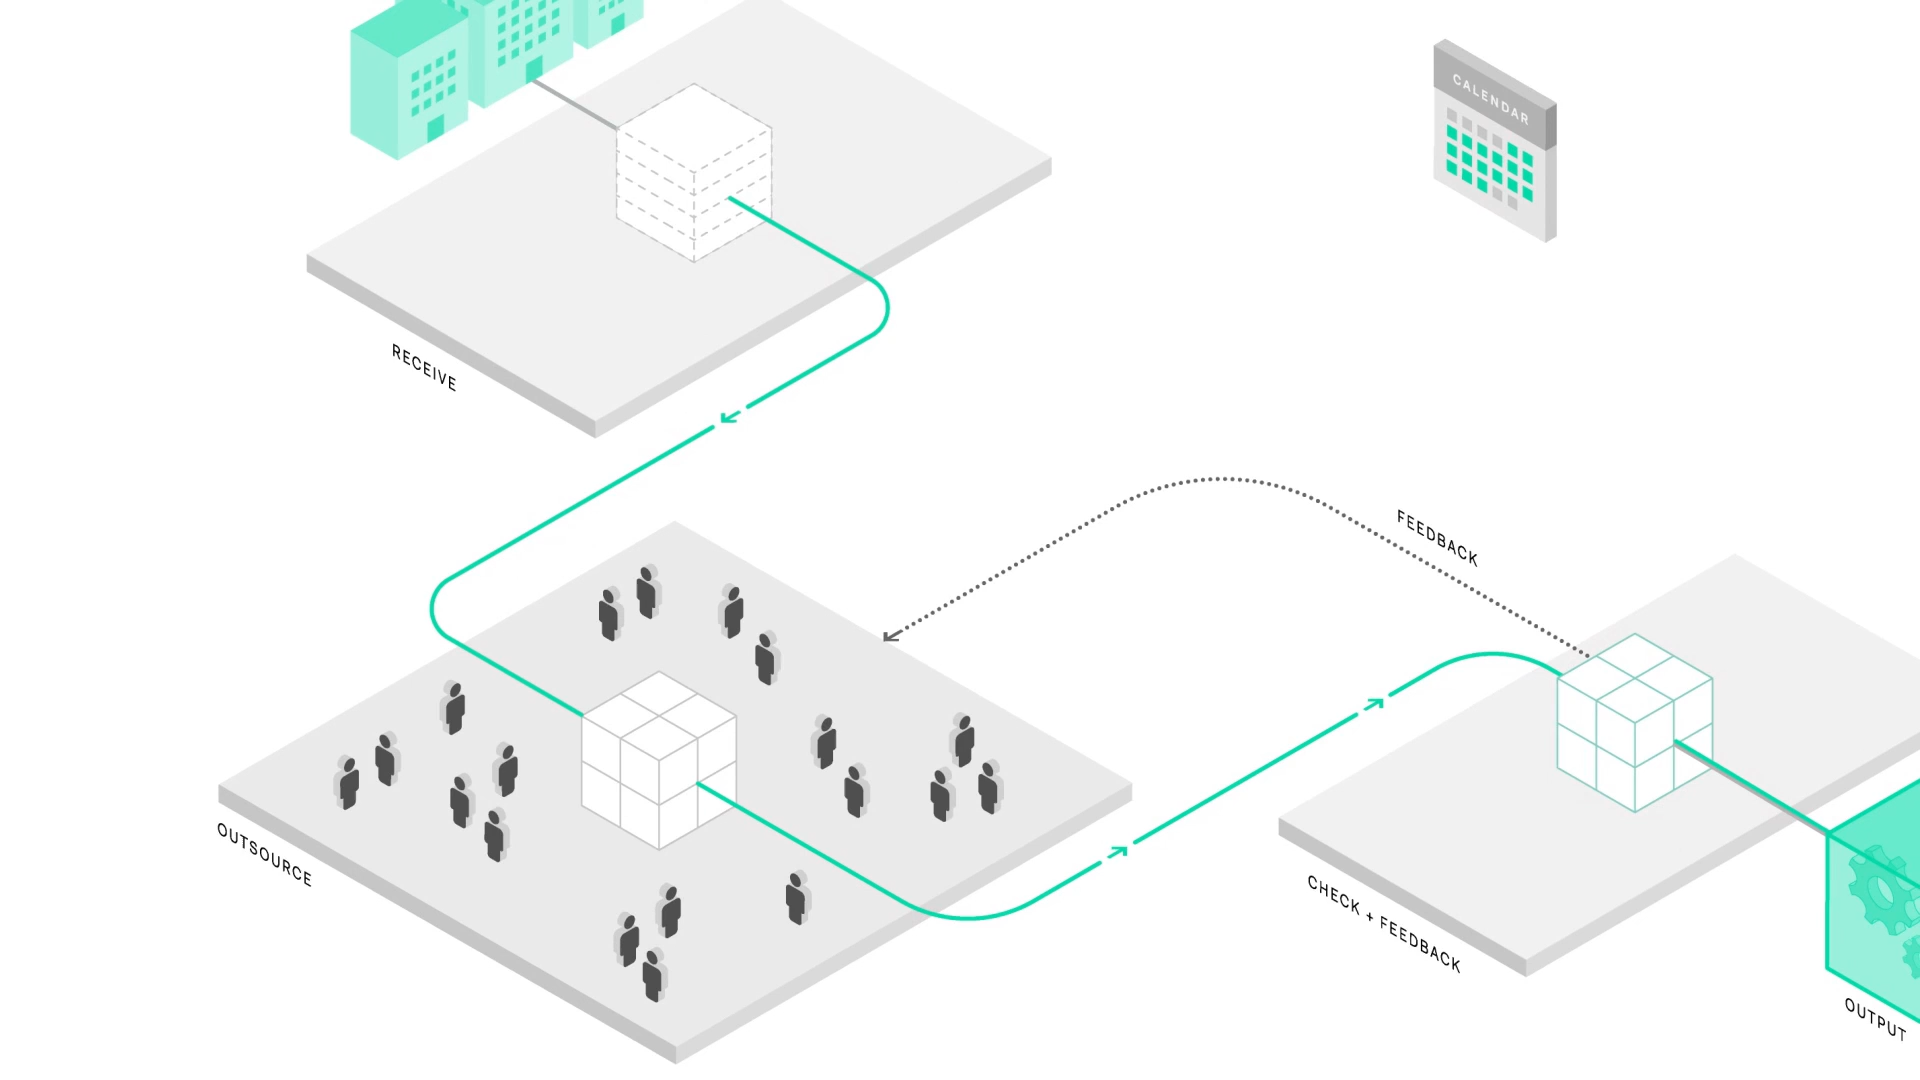 CALENDAR
RECEIVE
FEEDBACK
OUTSOURCE
CHECK + FEEDBACK
OUTPUT